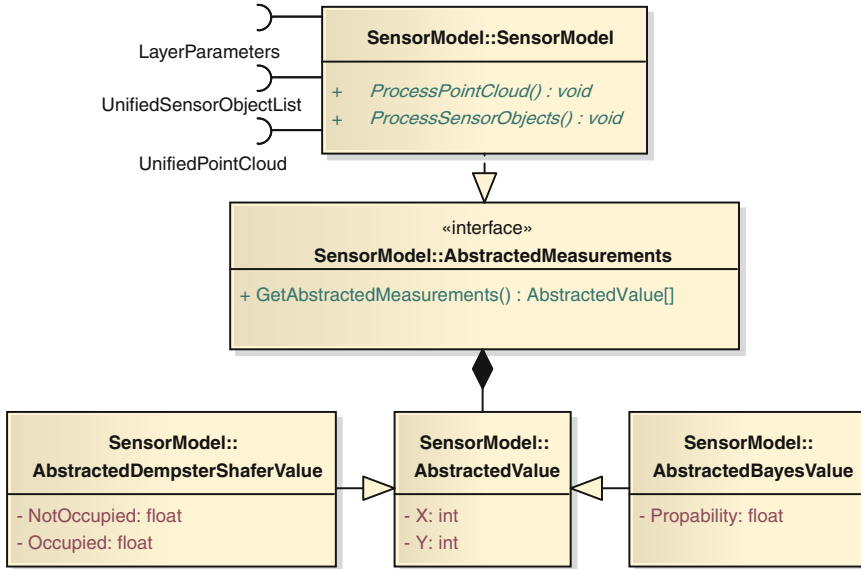 SensorModel::SensorModel
LayerParameters
+ ProcessPointCloud() : void
UnifiedSensorObjectList
+ ProcessSensorObjects() : void
UnifiedPointCloud
«interface»
SensorModel::AbstractedMeasurements
+ GetAbstractedMeasurements() : AbstractedValue[]
SensorModel::
AbstractedDempsterShaferValue
- NotOccupied: float
- Occupied: float
SensorModel::
AbstractedValue
- X: int
- Y: int
SensorModel::
AbstractedBayesValue
- Propability: float